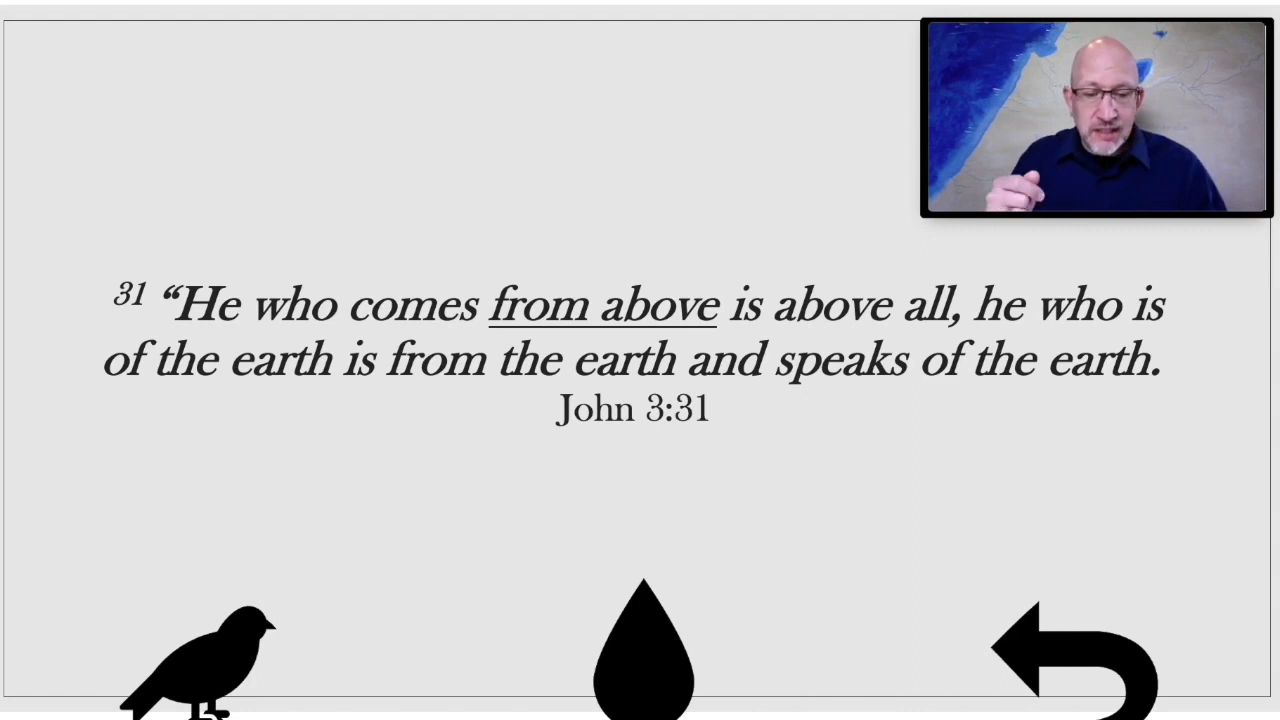 31 “He who comes from above is above all, he who is
of the earth is from the earth and speaks of the earth.
John 3:31